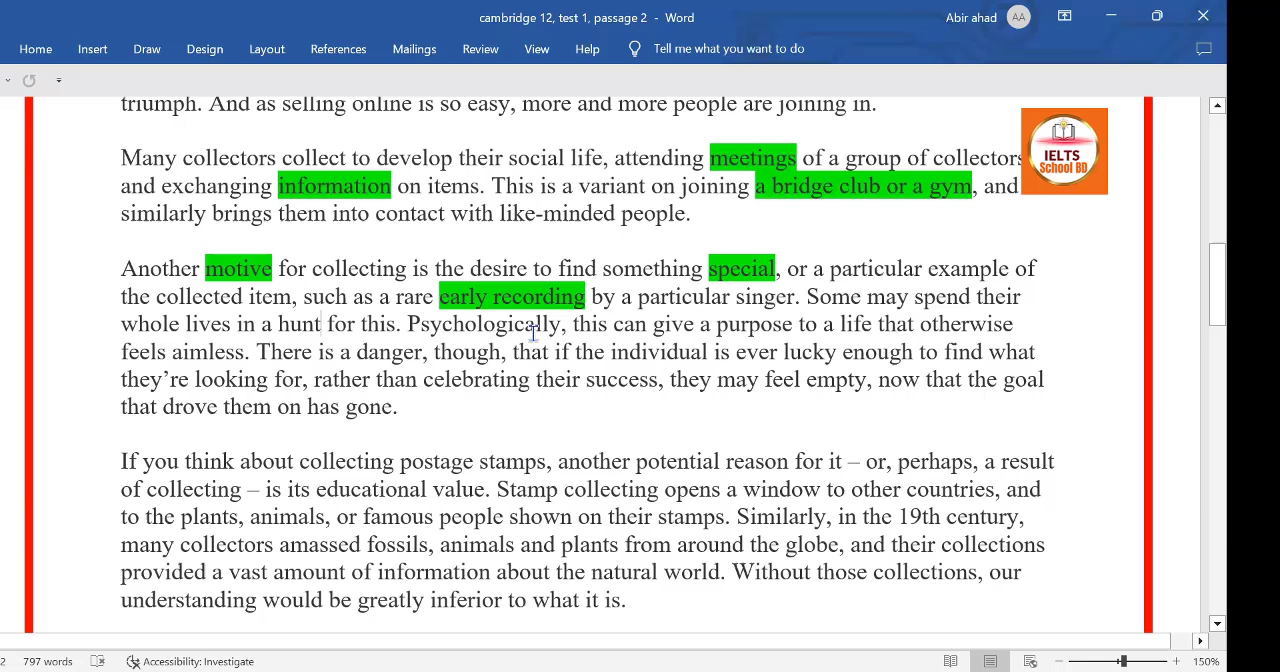 cambridge 12, test 1, passage 2 - Word
Abir ahad
AA
Home Insert Draw Design Layout References Mailings Review View Help Tell me what you want to do
triumph. And as selling online is so easy, more and more people are joining in.
Many collectors collect to develop their social life, attending meetings of a group of collectors
and exchanging information on items. This is a variant on joining a bridge club or a gym, and
similarly brings them into contact with like-minded people.
IELTS
School BD
Another motive for collecting is the desire to find something special, or a particular example of
the collected item, such as a rare early recording by a particular singer. Some may spend their
whole lives in a hunt for this. Psychologically, this can give a purpose to a life that otherwise
feels aimless. There is a danger, though, that if the individual is ever lucky enough to find what
they’re looking for, rather than celebrating their success, they may feel empty, now that the goal
that drove them on has gone.
If you think about collecting postage stamps, another potential reason for it – or, perhaps, a result
of collecting – is its educational value. Stamp collecting opens a window to other countries, and
to the plants, animals, or famous people shown on their stamps. Similarly, in the 19th century,
many collectors amassed fossils, animals and plants from around the globe, and their collections
provided a vast amount of information about the natural world. Without those collections, our
understanding would be greatly inferior to what it is.
2 797 words Accessibility: Investigate 150%